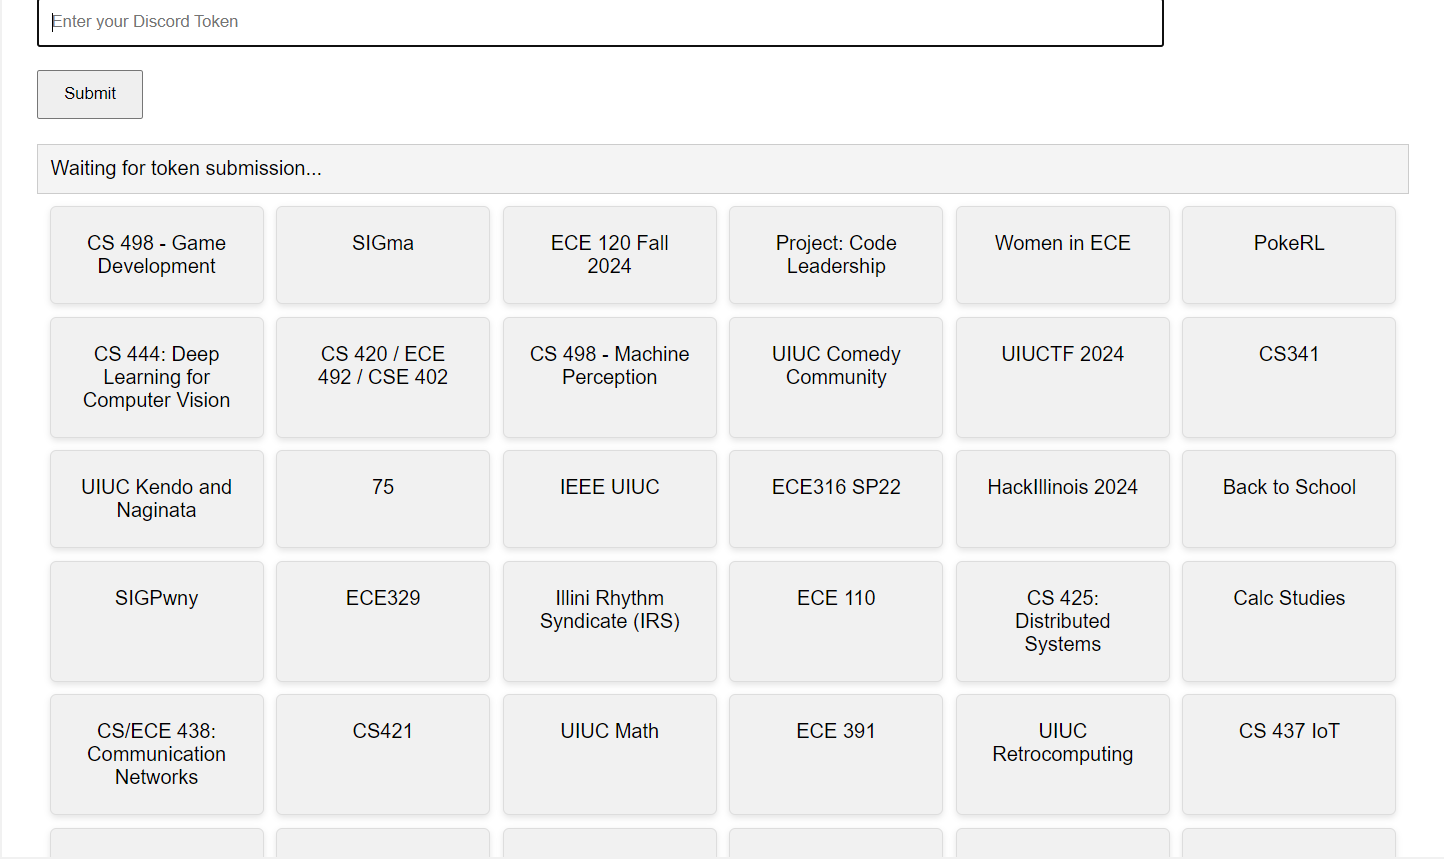 Enter your Discord Token
Submit
Waiting for token submission...
CS 498 - Game
Development
SIGma
ECE 120 Fall
2024
Project: Code
Leadership
Women in ECE
PokeRL
CS 444: Deep
Learning for
Computer Vision
CS 420 / ECE
492 / CSE 402
CS 498 - Machine
Perception
UIUC Comedy
Community
UIUCTF 2024
CS341
UIUC Kendo and
Naginata
75
IEEE UIUC
ECE316 SP22
HackIllinois 2024
Back to School
SIGPwny
ECE329
Illini Rhythm
Syndicate (IRS)
ECE 110
CS 425:
Distributed
Systems
Calc Studies
CS/ECE 438:
Communication
Networks
CS421
UIUC Math
ECE 391
UIUC
Retrocomputing
CS 437 IoT